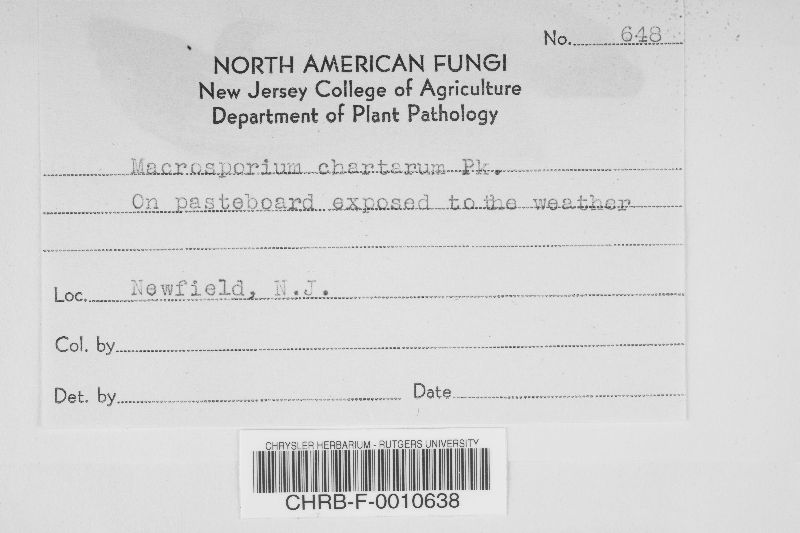 No. 648
NORTH AMERICAN FUNGI
New Jersey College of Agriculture
Department of Plant Pathology
Macrosporium chartarum Pk.
On pasteboard exposed to the weather
Loc. Newfield, N.J.
Col. by
Det. by Date
CHRYSLER HERBARIUM - RUTGERS UNIVERSITY
CHRB-F-0010638